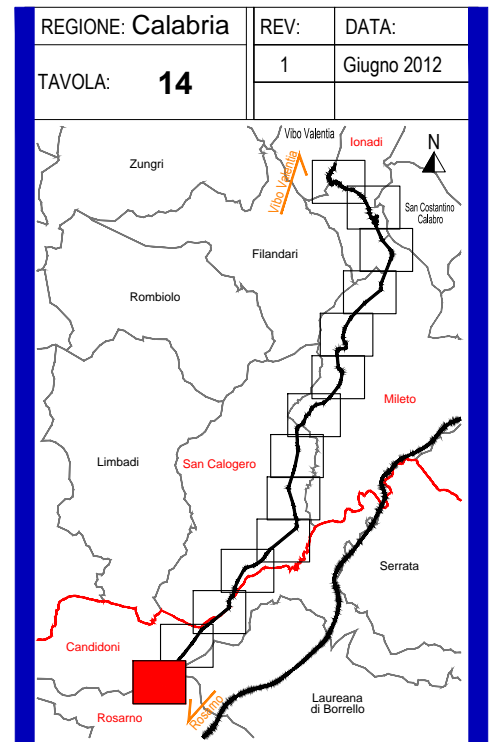 REGIONE: Calabria
REV:
DATA:
TAVOLA: 14
1
Giugno 2012
Vibo Valentia
Ionadi
N
Zungri
Vibo Valentia
San Costantino
Calabro
Filandari
Rombiolo
Mileto
Limbadi
San Calogero
Serrata
Candidoni
Laureana
di Borrello
Rosarno
Rosarno